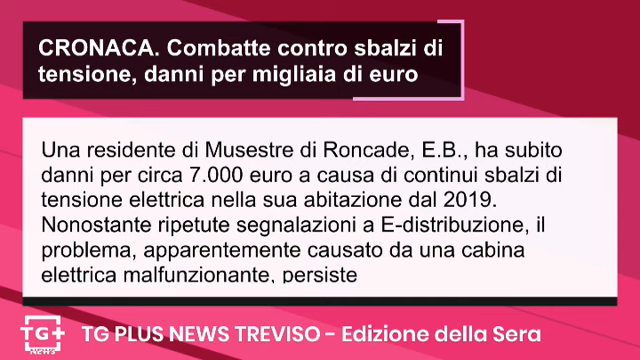 CRONACA. Combatte contro sbalzi di
tensione, danni per migliaia di euro
Una residente di Musestre di Roncade, E.B., ha subito
danni per circa 7.000 euro a causa di continui sbalzi di
tensione elettrica nella sua abitazione dal 2019.
Nonostante ripetute segnalazioni a E-distribuzione, il
problema, apparentemente causato da una cabina
elettrica malfunzionante, persiste
TG+
NEWS
TG PLUS NEWS TREVISO - Edizione della Sera